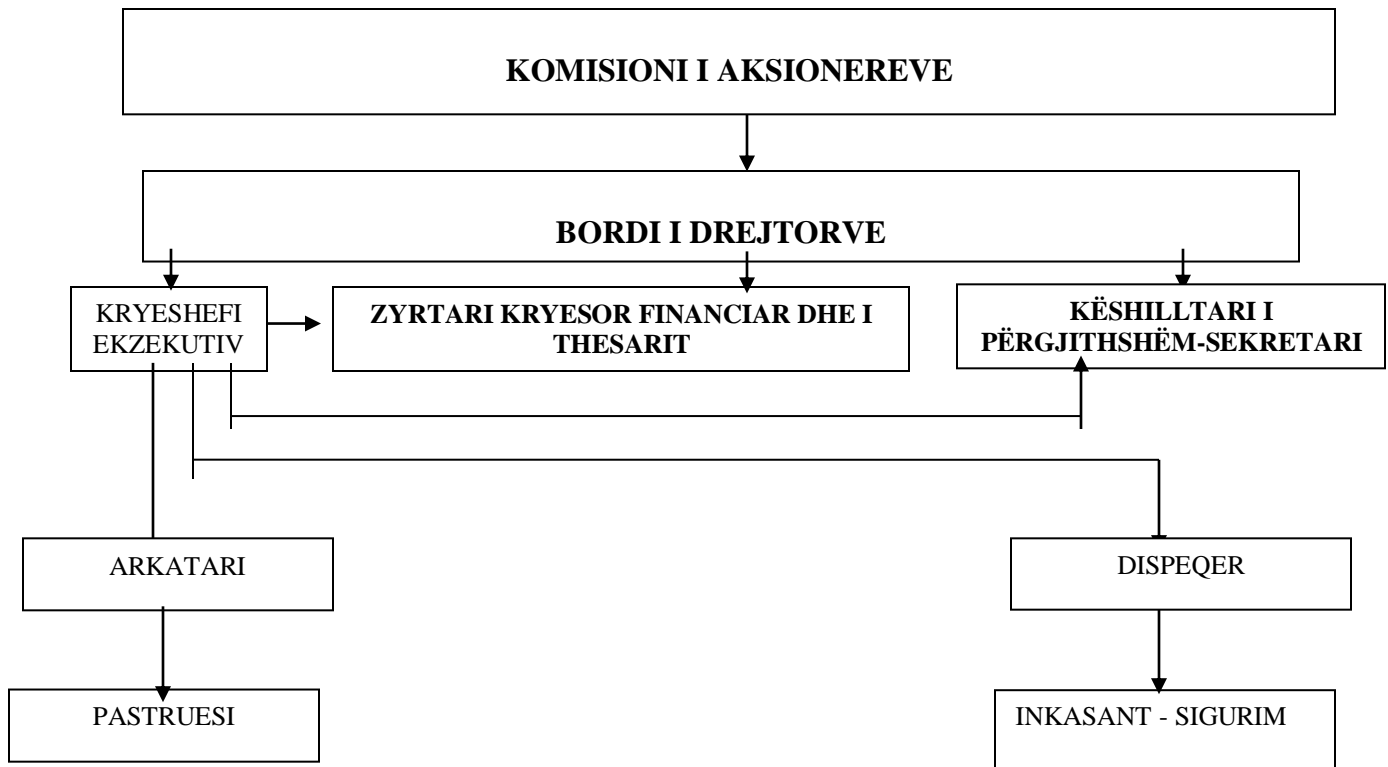 KOMISIONI I AKSIONEREVE
BORDI I DREJTORVE
KRYESHEFI
EKZEKUTIV
ZYRTARI KRYESOR FINANCIAR DHE I
THESARIT
KËSHILLTARI I
PËRGJITHSHËM-SEKRETARI
ARKATARI
DISPEQER
PASTRUESI
INKASANT - SIGURIM